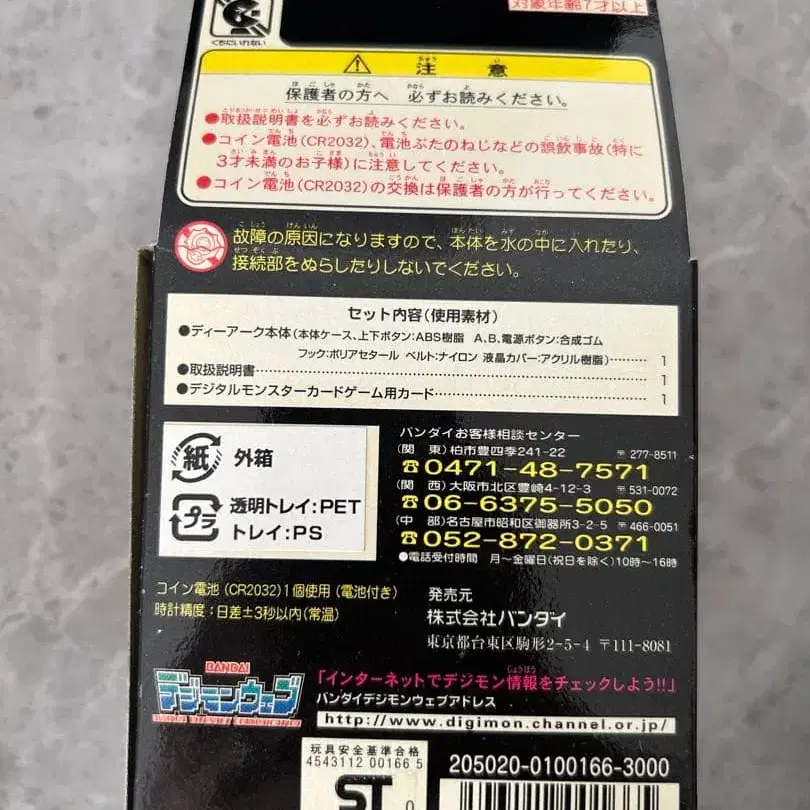 対象年齢7才以上
くちにいれない
⚠ 注意
保護者の方へ 必ずお読みください。
●取扱説明書を必ずお読みください。
●コイン電池(CR2032)、電池ぶたのねじなどの誤飲事故(特に
3才未満のお子様)に注意してください。
●コイン電池(CR2032)の交換は保護者の方が行ってください。
故障の原因になりますので、本体を水の中に入れたり、
接続部をぬらしたりしないでください。
セット内容(使用素材)
●ディーアーク本体(本体ケース、上下ボタン:ABS樹脂 A、B、電源ボタン:合成ゴム
フック:ポリアセタール ベルト:ナイロン 液晶カバー:アクリル樹脂)………1
●取扱説明書………1
●デジタルモンスターカードゲーム用カード………1
紙 外箱
プラ 透明トレイ:PET
トレイ:PS
バンダイお客様相談センター
(関 東)柏市豊四季241-22 〒277-8511
☎0471-48-7571
(関 西)大阪市北区豊崎4-12-3 〒531-0072
☎06-6375-5050
(中 部)名古屋市昭和区御器所3-2-5 〒466-0051
☎052-872-0371
●電話受付時間 月〜金曜日(祝日を除く)10時〜16時
コイン電池(CR2032)1個使用(電池付き)
時計精度:日差±3秒以内(常温)
発売元
株式会社バンダイ
東京都台東区駒形2-5-4 〒111-8081
BANDAI
デジモンウェブ
「インターネットでデジモン情報をチェックしよう!!」
バンダイデジモンウェブアドレス
http://www.digimon.channel.or.jp/
玩具安全基準合格
4543112 00166 5
ST
0
205020-0100166-3000